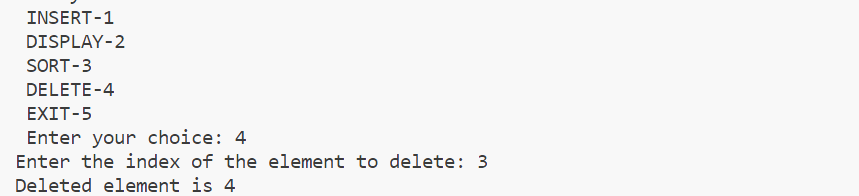 INSERT-1
DISPLAY-2
SORT-3
DELETE-4
EXIT-5
Enter your choice: 4
Enter the index of the element to delete: 3
Deleted element is 4